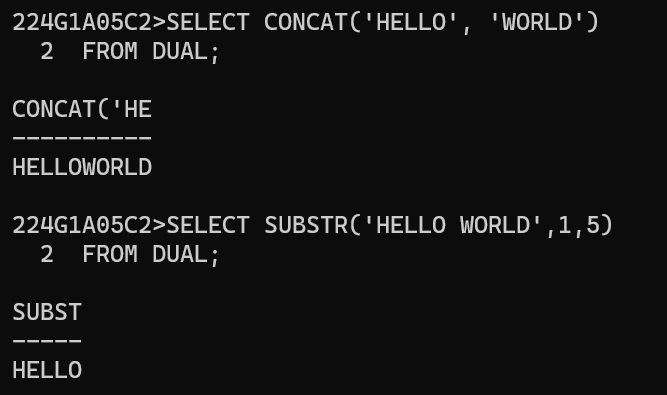 224G1A05C2>SELECT CONCAT('HELLO', 'WORLD')
  2  FROM DUAL;

CONCAT('HE
----------
HELLOWORLD

224G1A05C2>SELECT SUBSTR('HELLO WORLD',1,5)
  2  FROM DUAL;

SUBST
-----
HELLO